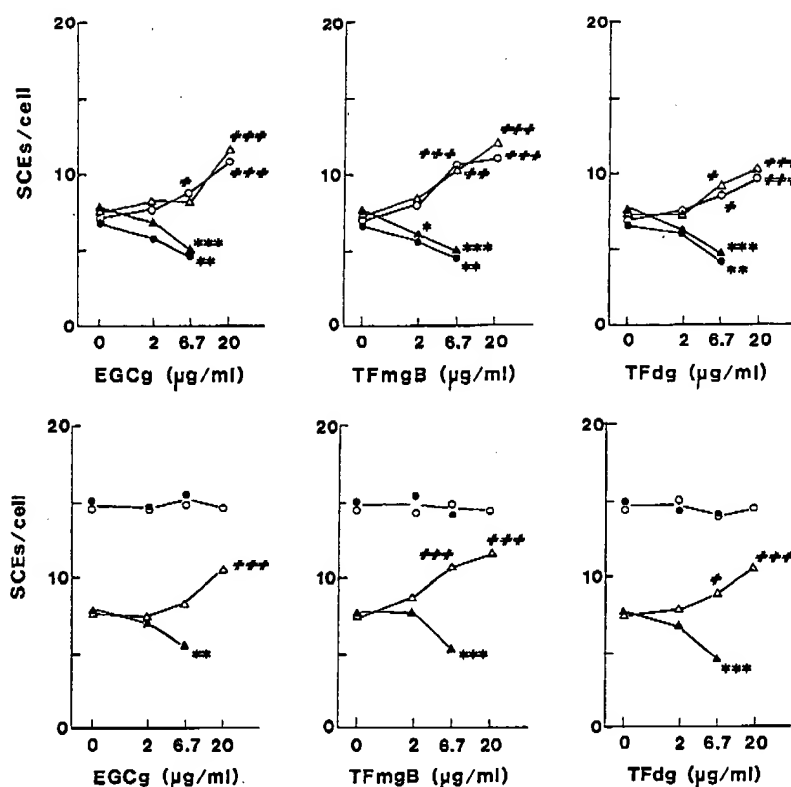 20 20 20
SCEs/cell
≠≠≠ ≠≠≠ ≠≠≠
≠≠≠ ≠≠≠
10 ≠ 10 ≠≠ 10 ≠ ≠≠≠
≠
*
*** *** ***
** ** **
0 0 0
0 2 6.7 20 0 2 6.7 20 0 2 6.7 20
EGCg (µg/ml) TFmgB (µg/ml) TFdg (µg/ml)
20 20 20
SCEs/cell
≠≠≠ ≠≠≠ ≠≠≠ ≠≠≠
10 10 10 ≠
** *** ***
0 0 0
0 2 6.7 20 0 2 6.7 20 0 2 6.7 20
EGCg (µg/ml) TFmgB (µg/ml) TFdg (µg/ml)